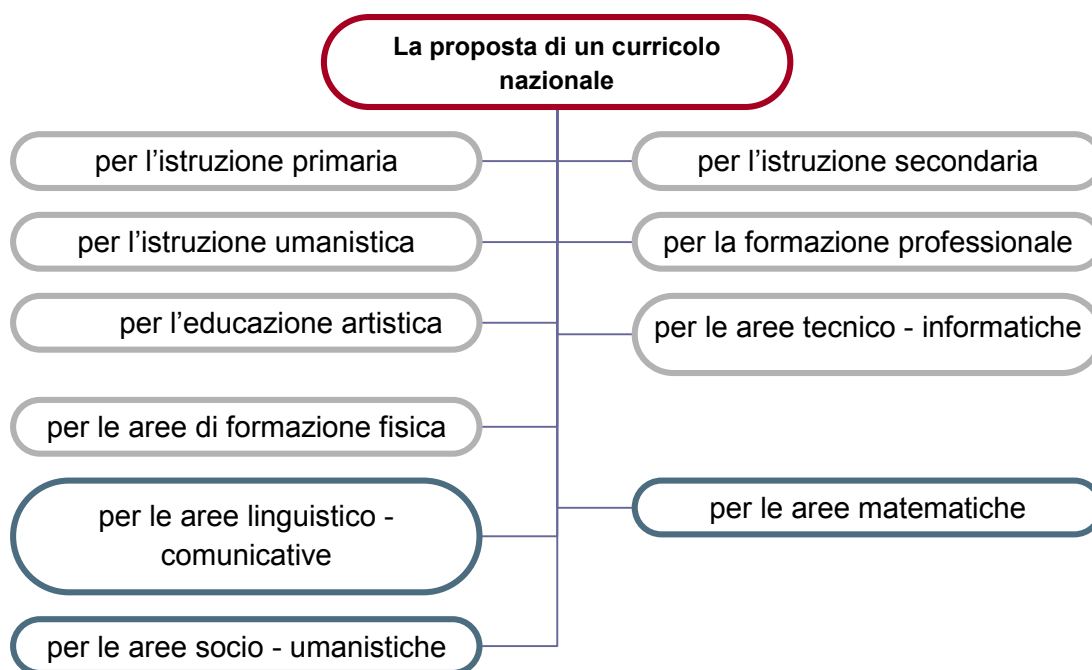 La proposta di un curricolo
nazionale
per l’istruzione primaria
per l’istruzione secondaria
per l’istruzione umanistica
per la formazione professionale
per l’educazione artistica
per le aree tecnico - informatiche
per le aree di formazione fisica
per le aree linguistico -
comunicative
per le aree matematiche
per le aree socio - umanistiche